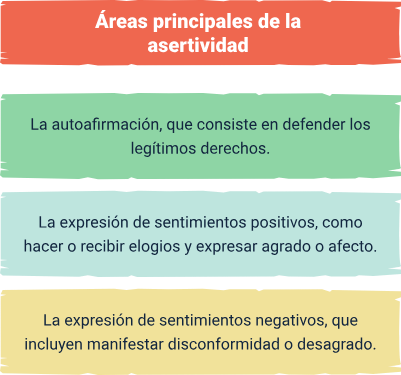 Áreas principales de la
asertividad
La autoafirmación, que consiste en defender los
legítimos derechos.
La expresión de sentimientos positivos, como
hacer o recibir elogios y expresar agrado o afecto.
La expresión de sentimientos negativos, que
incluyen manifestar disconformidad o desagrado.